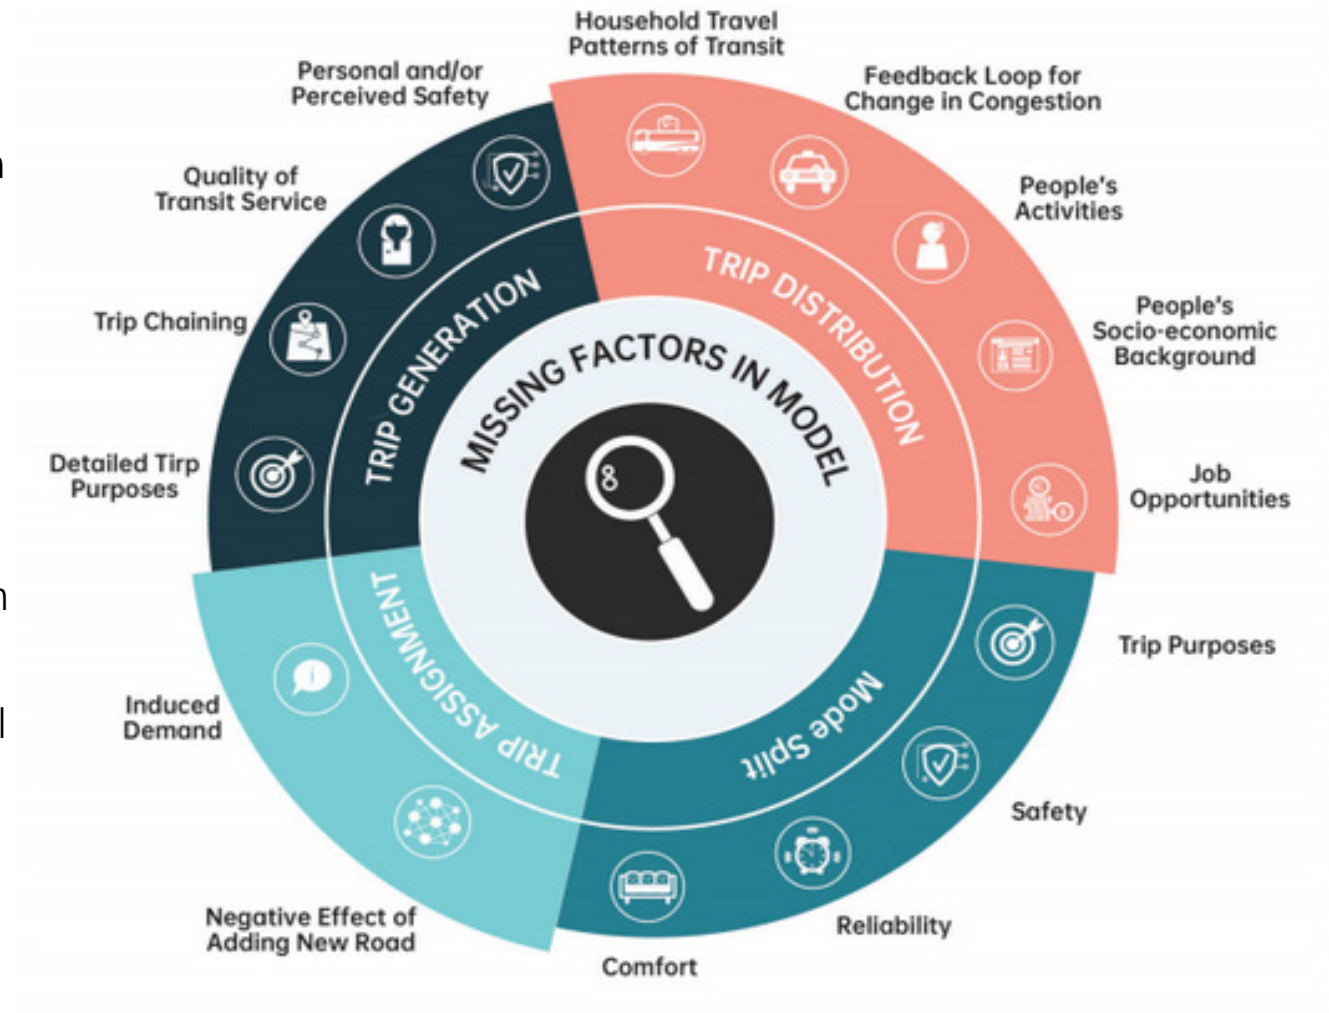 Household Travel
Patterns of Transit
Personal and/or
Perceived Safety
Feedback Loop for
Change in Congestion
Quality of
Transit Service
People's
Activities
Trip Chaining
People's
Socio-economic
Background
Detailed Tirp
Purposes
Job
Opportunities
TRIP GENERATION
TRIP DISTRIBUTION
MISSING FACTORS IN MODEL
TRIP ASSIGNMENT
Mode Split
Trip Purposes
Induced
Demand
Safety
Negative Effect of
Adding New Road
Reliability
Comfort